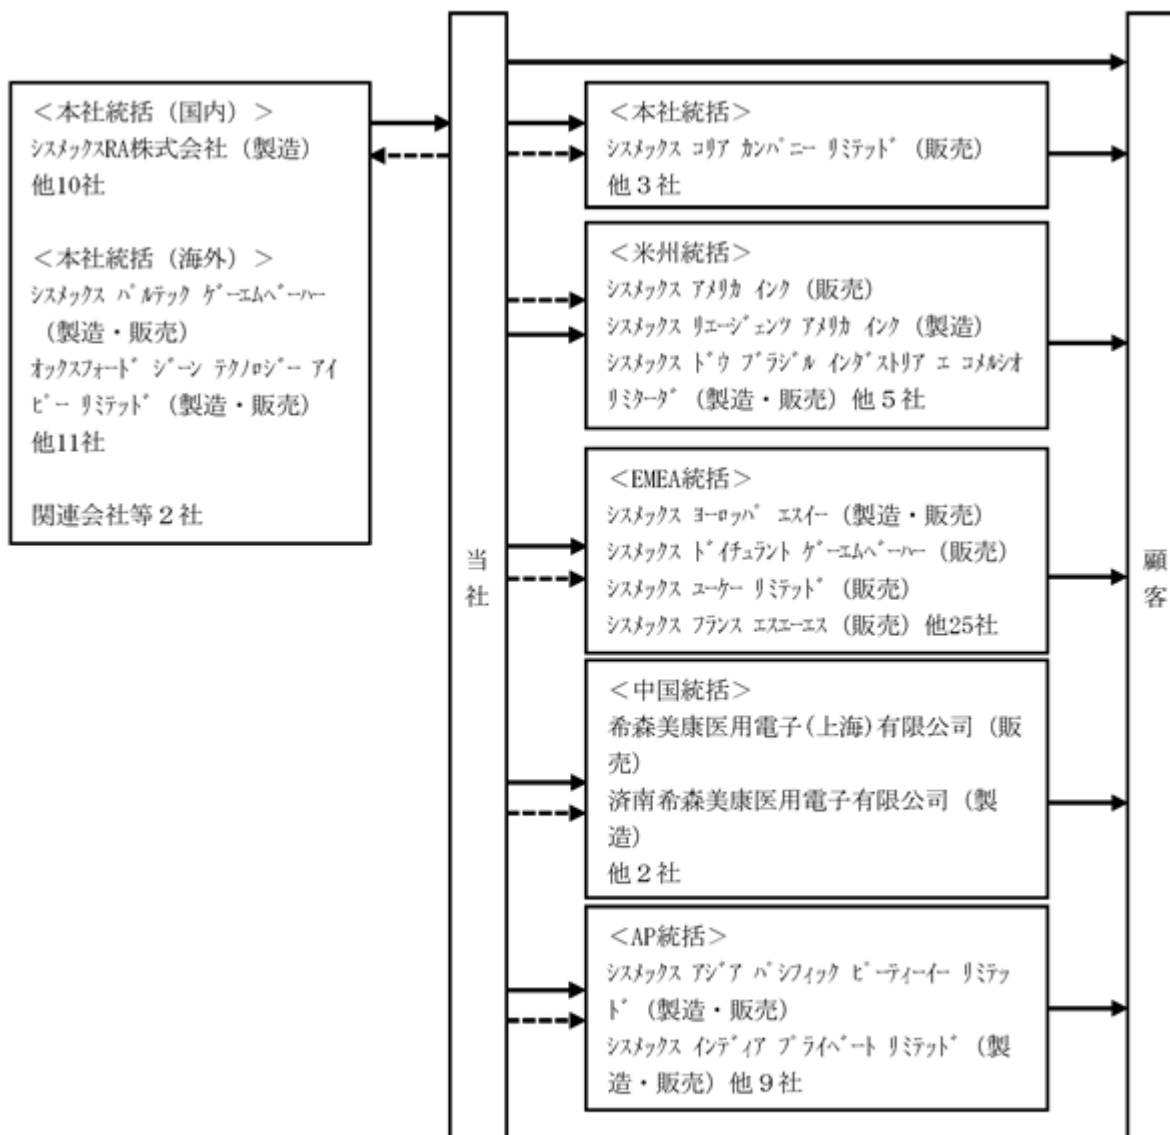 ＜本社統括（国内）＞
ｼｽﾒｯｸｽRA株式会社（製造）
他10社
＜本社統括（海外）＞
ｼｽﾒｯｸｽ ﾊﾟﾙﾃｯｸ ｹﾞｰｴﾑﾍﾞｰﾊｰ
（製造・販売）
ｵｯｸｽﾌｫｰﾄﾞ ｼﾞｰﾝ ﾃｸﾉﾛｼﾞｰ ｱｲ
ﾋﾟｰ ﾘﾐﾃｯﾄﾞ（製造・販売）
他11社
関連会社等２社
当
社
＜本社統括＞
ｼｽﾒｯｸｽ ｺﾘｱ ｶﾝﾊﾟﾆｰ ﾘﾐﾃｯﾄﾞ（販売）
他３社
＜米州統括＞
ｼｽﾒｯｸｽ ｱﾒﾘｶ ｲﾝｸ（販売）
ｼｽﾒｯｸｽ ﾘｴｰｼﾞｪﾝﾂ ｱﾒﾘｶ ｲﾝｸ（製造）
ｼｽﾒｯｸｽ ﾄﾞｳ ﾌﾞﾗｼﾞﾙ ｲﾝﾀﾞｽﾄﾘｱ ｴ ｺﾒﾙｼｵ
ﾘﾐﾀｰﾀﾞ（製造・販売）他５社
＜EMEA統括＞
ｼｽﾒｯｸｽ ﾖｰﾛｯﾊﾟ ｴｽｲｰ（製造・販売）
ｼｽﾒｯｸｽ ﾄﾞｲﾁｭﾗﾝﾄ ｹﾞｰｴﾑﾍﾞｰﾊｰ（販売）
ｼｽﾒｯｸｽ ﾕｰｹｰ ﾘﾐﾃｯﾄﾞ（販売）
ｼｽﾒｯｸｽ ﾌﾗﾝｽ ｴｽｴｰｴｽ（販売）他25社
＜中国統括＞
希森美康医用電子(上海)有限公司（販
売）
済南希森美康医用電子有限公司（製
造）
他２社
＜AP統括＞
ｼｽﾒｯｸｽ ｱｼﾞｱ ﾊﾟｼﾌｨｯｸ ﾋﾟｰﾃｨｰｲｰ ﾘﾐﾃｯ
ﾄﾞ（製造・販売）
ｼｽﾒｯｸｽ ｲﾝﾃﾞｨｱ ﾌﾟﾗｲﾍﾞｰﾄ ﾘﾐﾃｯﾄﾞ（製
造・販売）他９社
顧
客